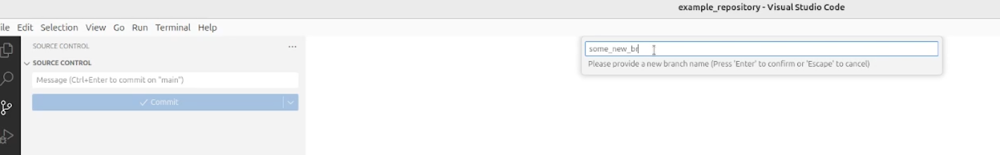 example_repository - Visual Studio Code
ile Edit Selection View Go Run Terminal Help
SOURCE CONTROL
SOURCE CONTROL
Message (Ctrl+Enter to commit on "main")
Commit
some_new_br
Please provide a new branch name (Press 'Enter' to confirm or 'Escape' to cancel)